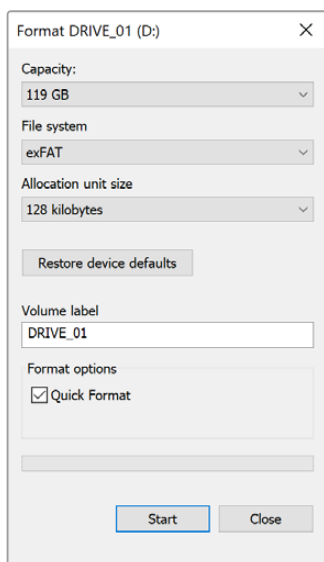 Format DRIVE_01 (D:)
Capacity:
119 GB
File system
exFAT
Allocation unit size
128 kilobytes
Restore device defaults
Volume label
DRIVE_01
Format options
Quick Format
Start Close